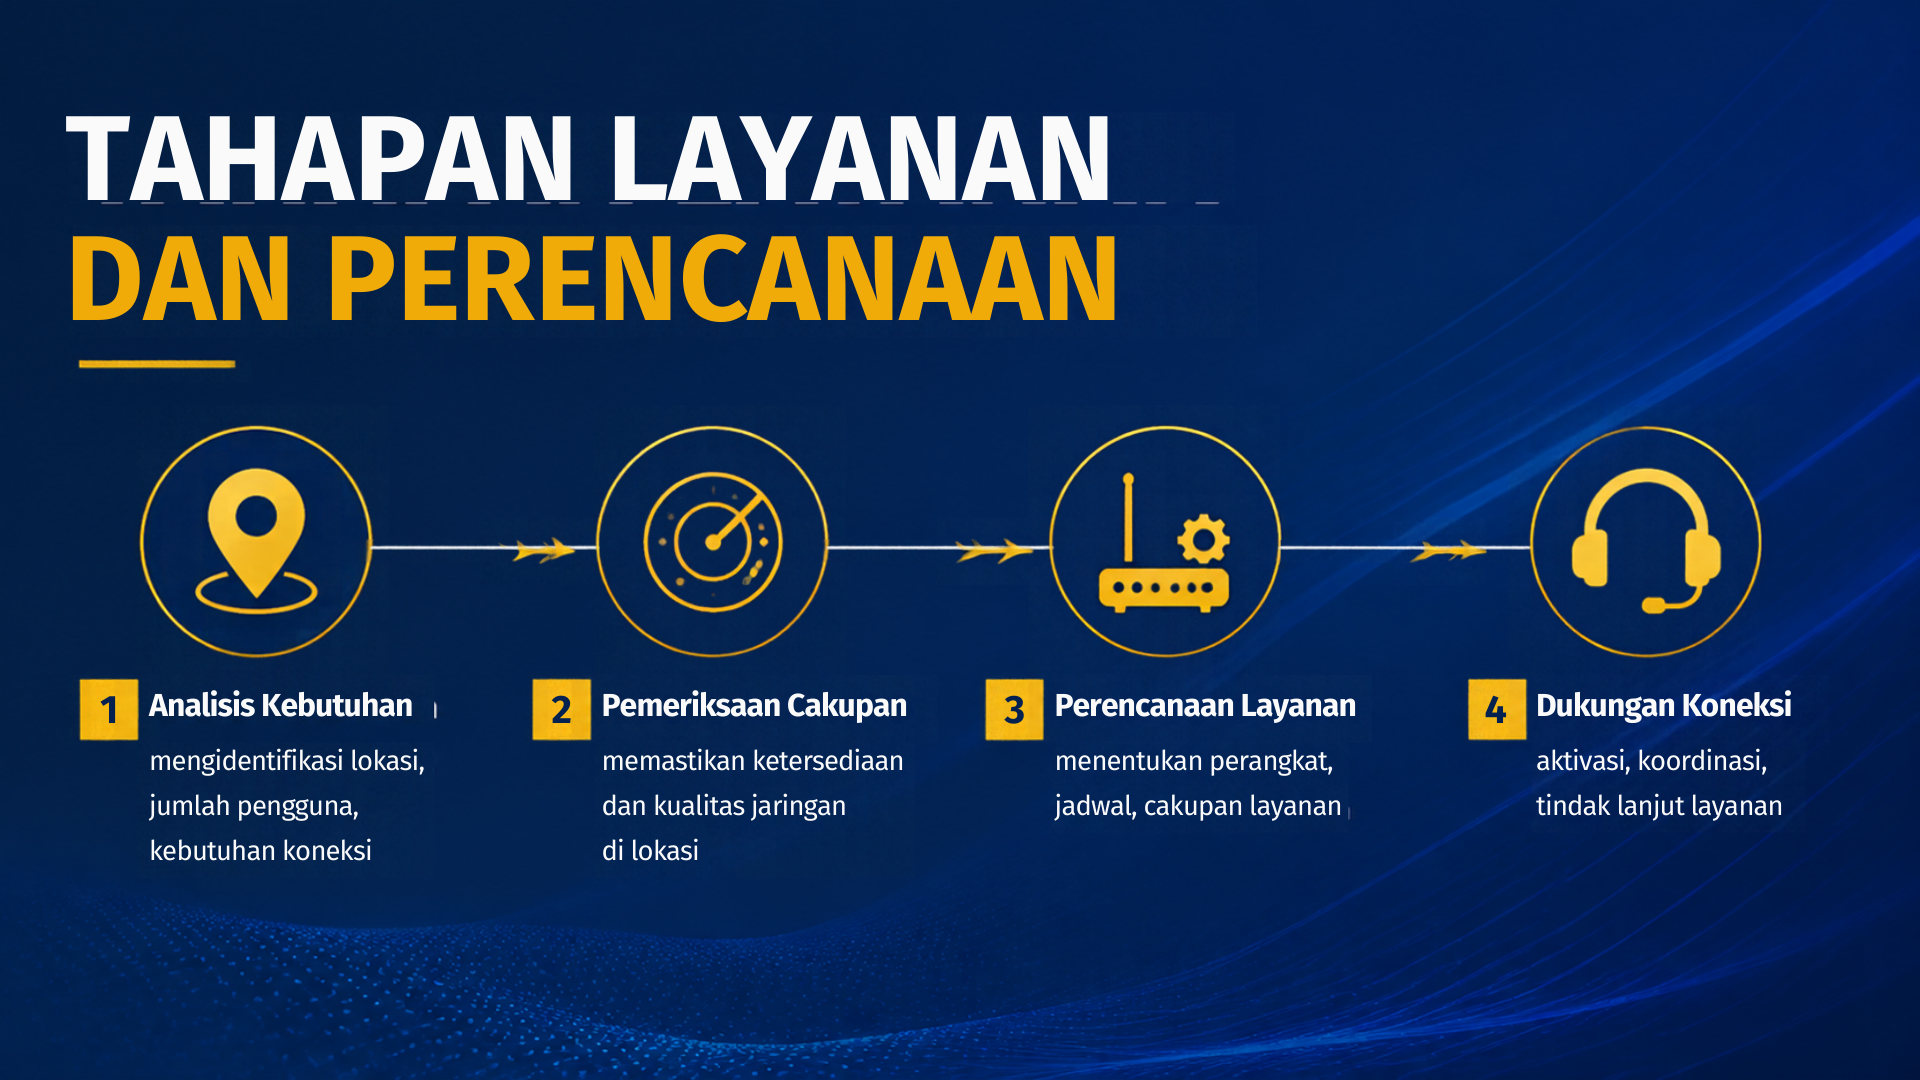 TAHAPAN LAYANAN
DAN PERENCANAAN
1 Analisis Kebutuhan
mengidentifikasi lokasi,
jumlah pengguna,
kebutuhan koneksi
2 Pemeriksaan Cakupan
memastikan ketersediaan
dan kualitas jaringan
di lokasi
3 Perencanaan Layanan
menentukan perangkat,
jadwal, cakupan layanan
4 Dukungan Koneksi
aktivasi, koordinasi,
tindak lanjut layanan